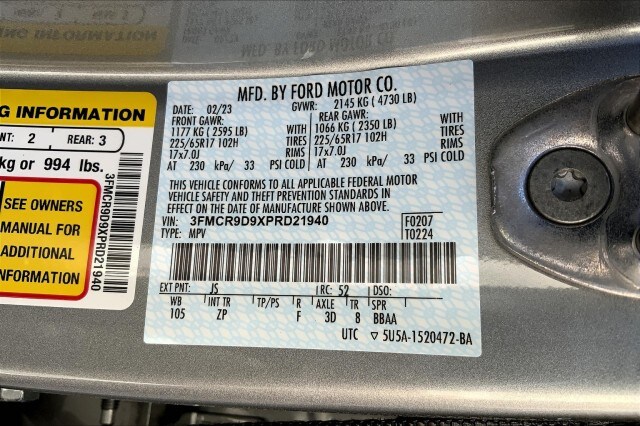 G INFORMATION
NT: 2 REAR: 3
kg or 994 lbs.
SEE OWNERS
MANUAL FOR
ADDITIONAL
INFORMATION
3FMCR9D9XPRD21940
MFD. BY FORD MOTOR CO.
DATE: 02/23 GVWR: 2145 KG ( 4730 LB)
FRONT GAWR: REAR GAWR:
1177 KG ( 2595 LB) WITH 1066 KG ( 2350 LB) WITH
225/65R17 102H TIRES 225/65R17 102H TIRES
17x7.0J RIMS 17x7.0J RIMS
AT 230 kPa/ 33 PSI COLD AT 230 kPa/ 33 PSI COLD
THIS VEHICLE CONFORMS TO ALL APPLICABLE FEDERAL MOTOR
VEHICLE SAFETY AND THEFT PREVENTION STANDARDS IN
EFFECT ON THE DATE OF MANUFACTURE SHOWN ABOVE.
VIN: 3FMCR9D9XPRD21940 F0207
TYPE: MPV T0224
EXT PNT: JS RC: 52 DSO:
WB INT TR TP/PS R AXLE TR SPR
105 ZP F 3D 8 BBAA
UTC ▽ 5U5A-1520472-BA